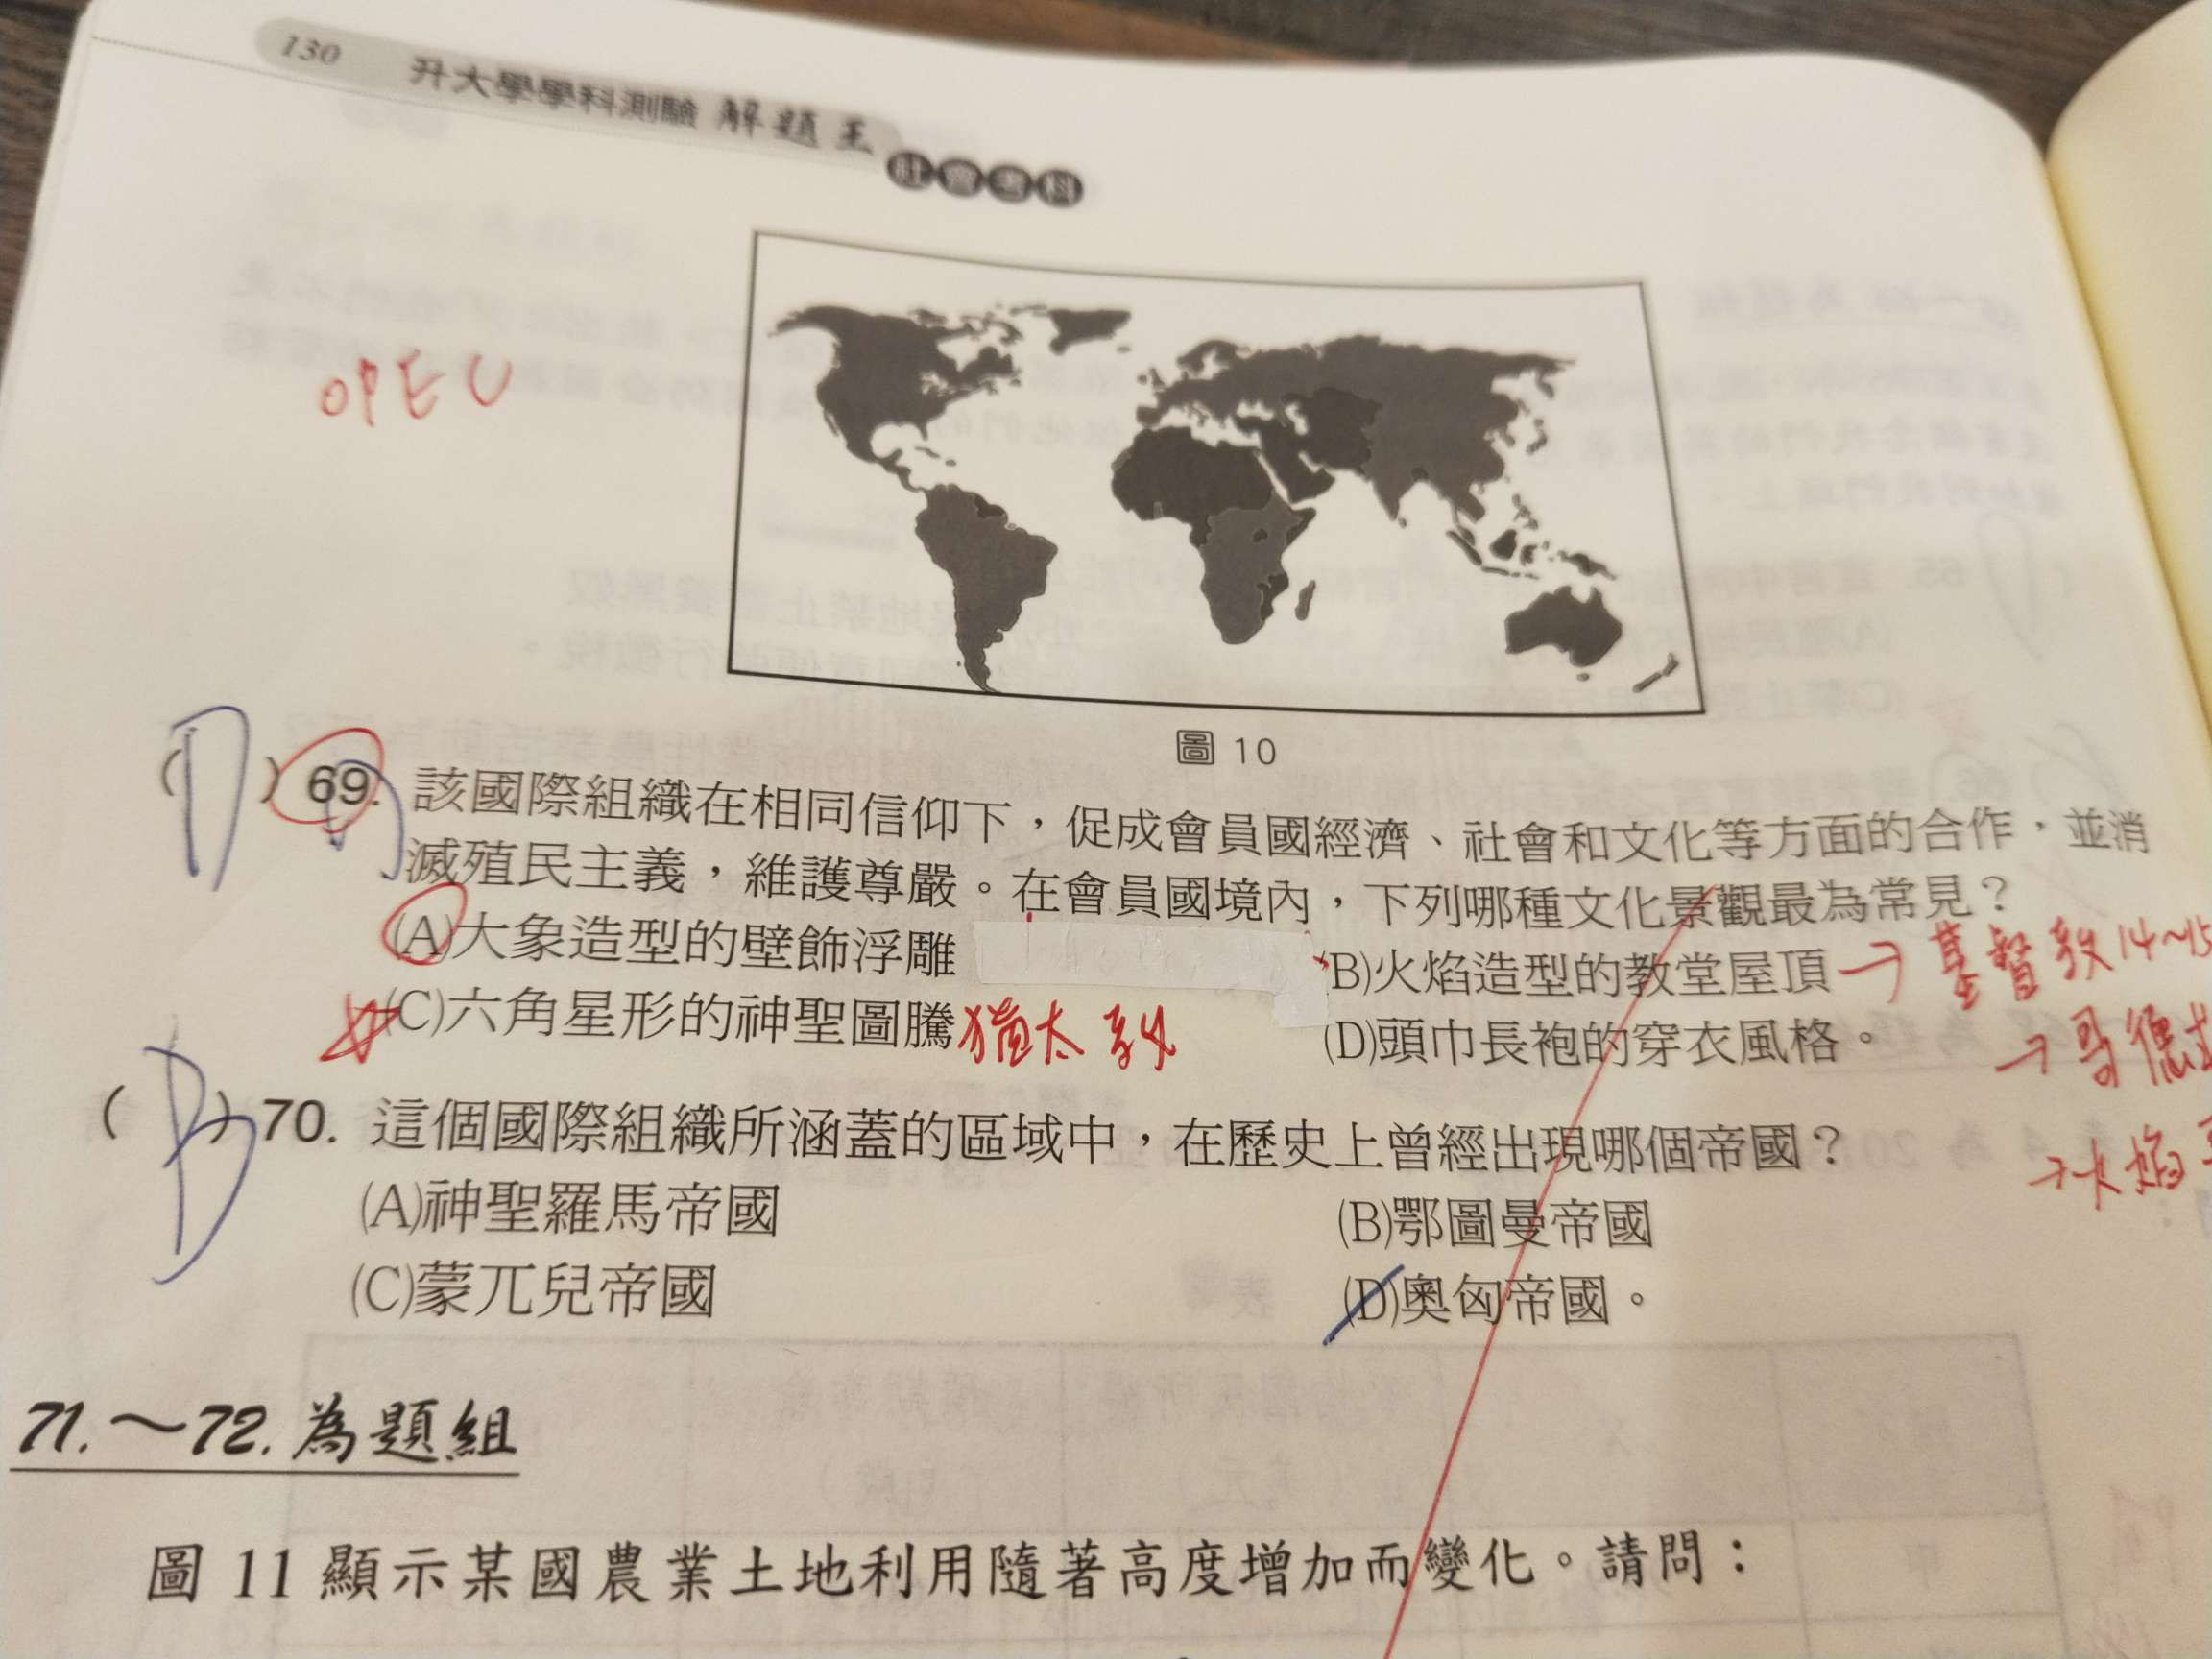 130 升大學學科測驗 解題王
社會考科
OPEC
圖 10
(D) 69. 該國際組織在相同信仰下，促成會員國經濟、社會和文化等方面的合作，並消
滅殖民主義，維護尊嚴。在會員國境內，下列哪種文化景觀最為常見？
(A)大象造型的壁飾浮雕 (B)火焰造型的教堂屋頂 → 基督教 14~15
(C)六角星形的神聖圖騰 猶太教 (D)頭巾長袍的穿衣風格。
→ 哥德式
→ 火焰
( ) 70. 這個國際組織所涵蓋的區域中，在歷史上曾經出現哪個帝國？
(A)神聖羅馬帝國 (B)鄂圖曼帝國
(C)蒙兀兒帝國 (D)奧匈帝國。
71.～72. 為題組
圖 11 顯示某國農業土地利用隨著高度增加而變化。請問：